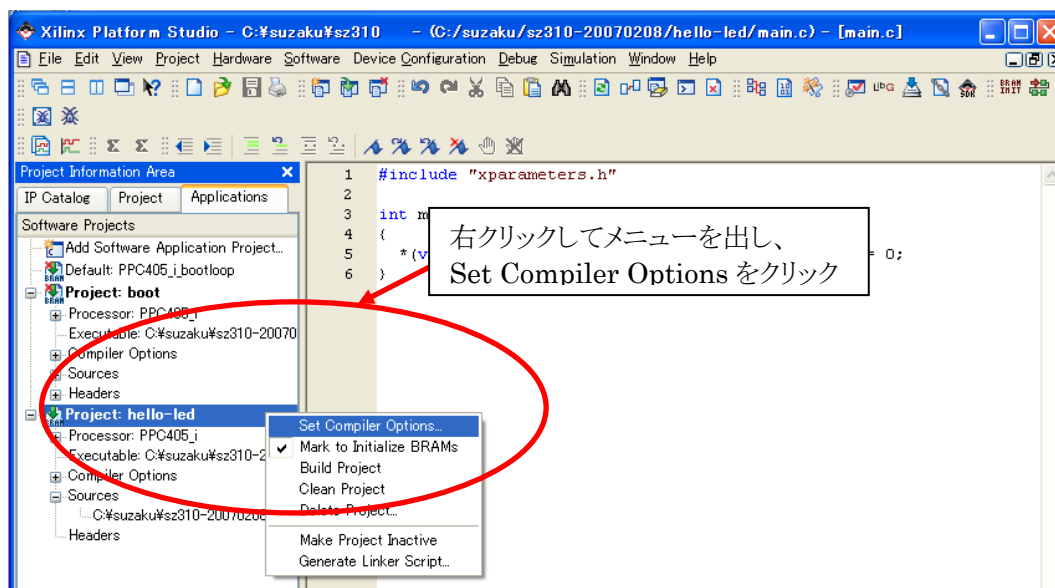 Xilinx Platform Studio - C:¥suzaku¥sz310 - (C:/suzaku/sz310-20070208/hello-led/main.c) - [main.c]
File Edit View Project Hardware Software Device Configuration Debug Simulation Window Help
Project Information Area
IP Catalog Project Applications
Software Projects
Add Software Application Project...
Default: PPC405_i_bootloop
Project: boot
Processor: PPC405_i
Executable: C:¥suzaku¥sz310-20070
Compiler Options
Sources
Headers
Project: hello-led
Processor: PPC405_i
Executable: C:¥suzaku¥sz310-2
Compiler Options
Sources
C:¥suzaku¥sz310-20070208
Headers
1 #include "xparameters.h"
2
3 int m
4 {
5 *(v = 0;
6 }
右クリックしてメニューを出し、
Set Compiler Options をクリック
Set Compiler Options...
Mark to Initialize BRAMs
Build Project
Clean Project
Delete Project...
Make Project Inactive
Generate Linker Script...